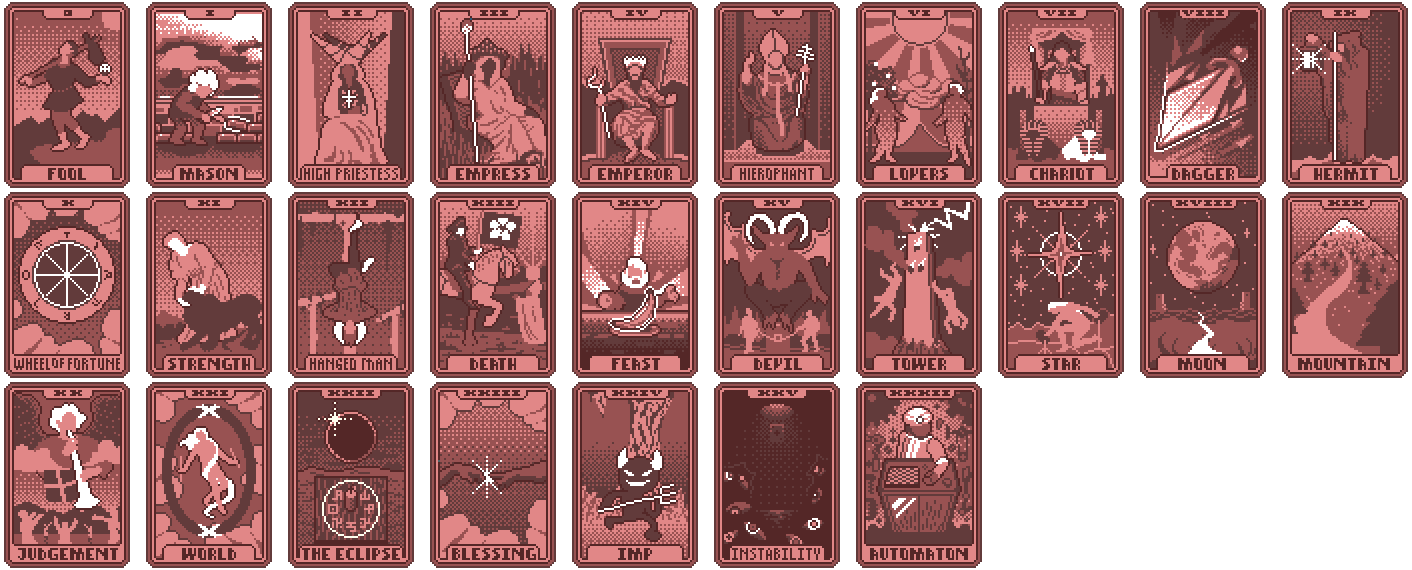 0 I II III IV V VI VII VIII IX
FOOL MASON HIGH PRIESTESS EMPRESS EMPEROR HIEROPHANT LOVERS CHARIOT DAGGER HERMIT
X XI XII XIII XIV XV XVI XVII XVIII XIX
WHEEL OF FORTUNE STRENGTH HANGED MAN DEATH FEAST DEVIL TOWER STAR MOON MOUNTAIN
XX XXI XXII XXIII XXIV XXV
JUDGEMENT WORLD THE ECLIPSE BLESSING IMP INSTABILITY AUTOMATON